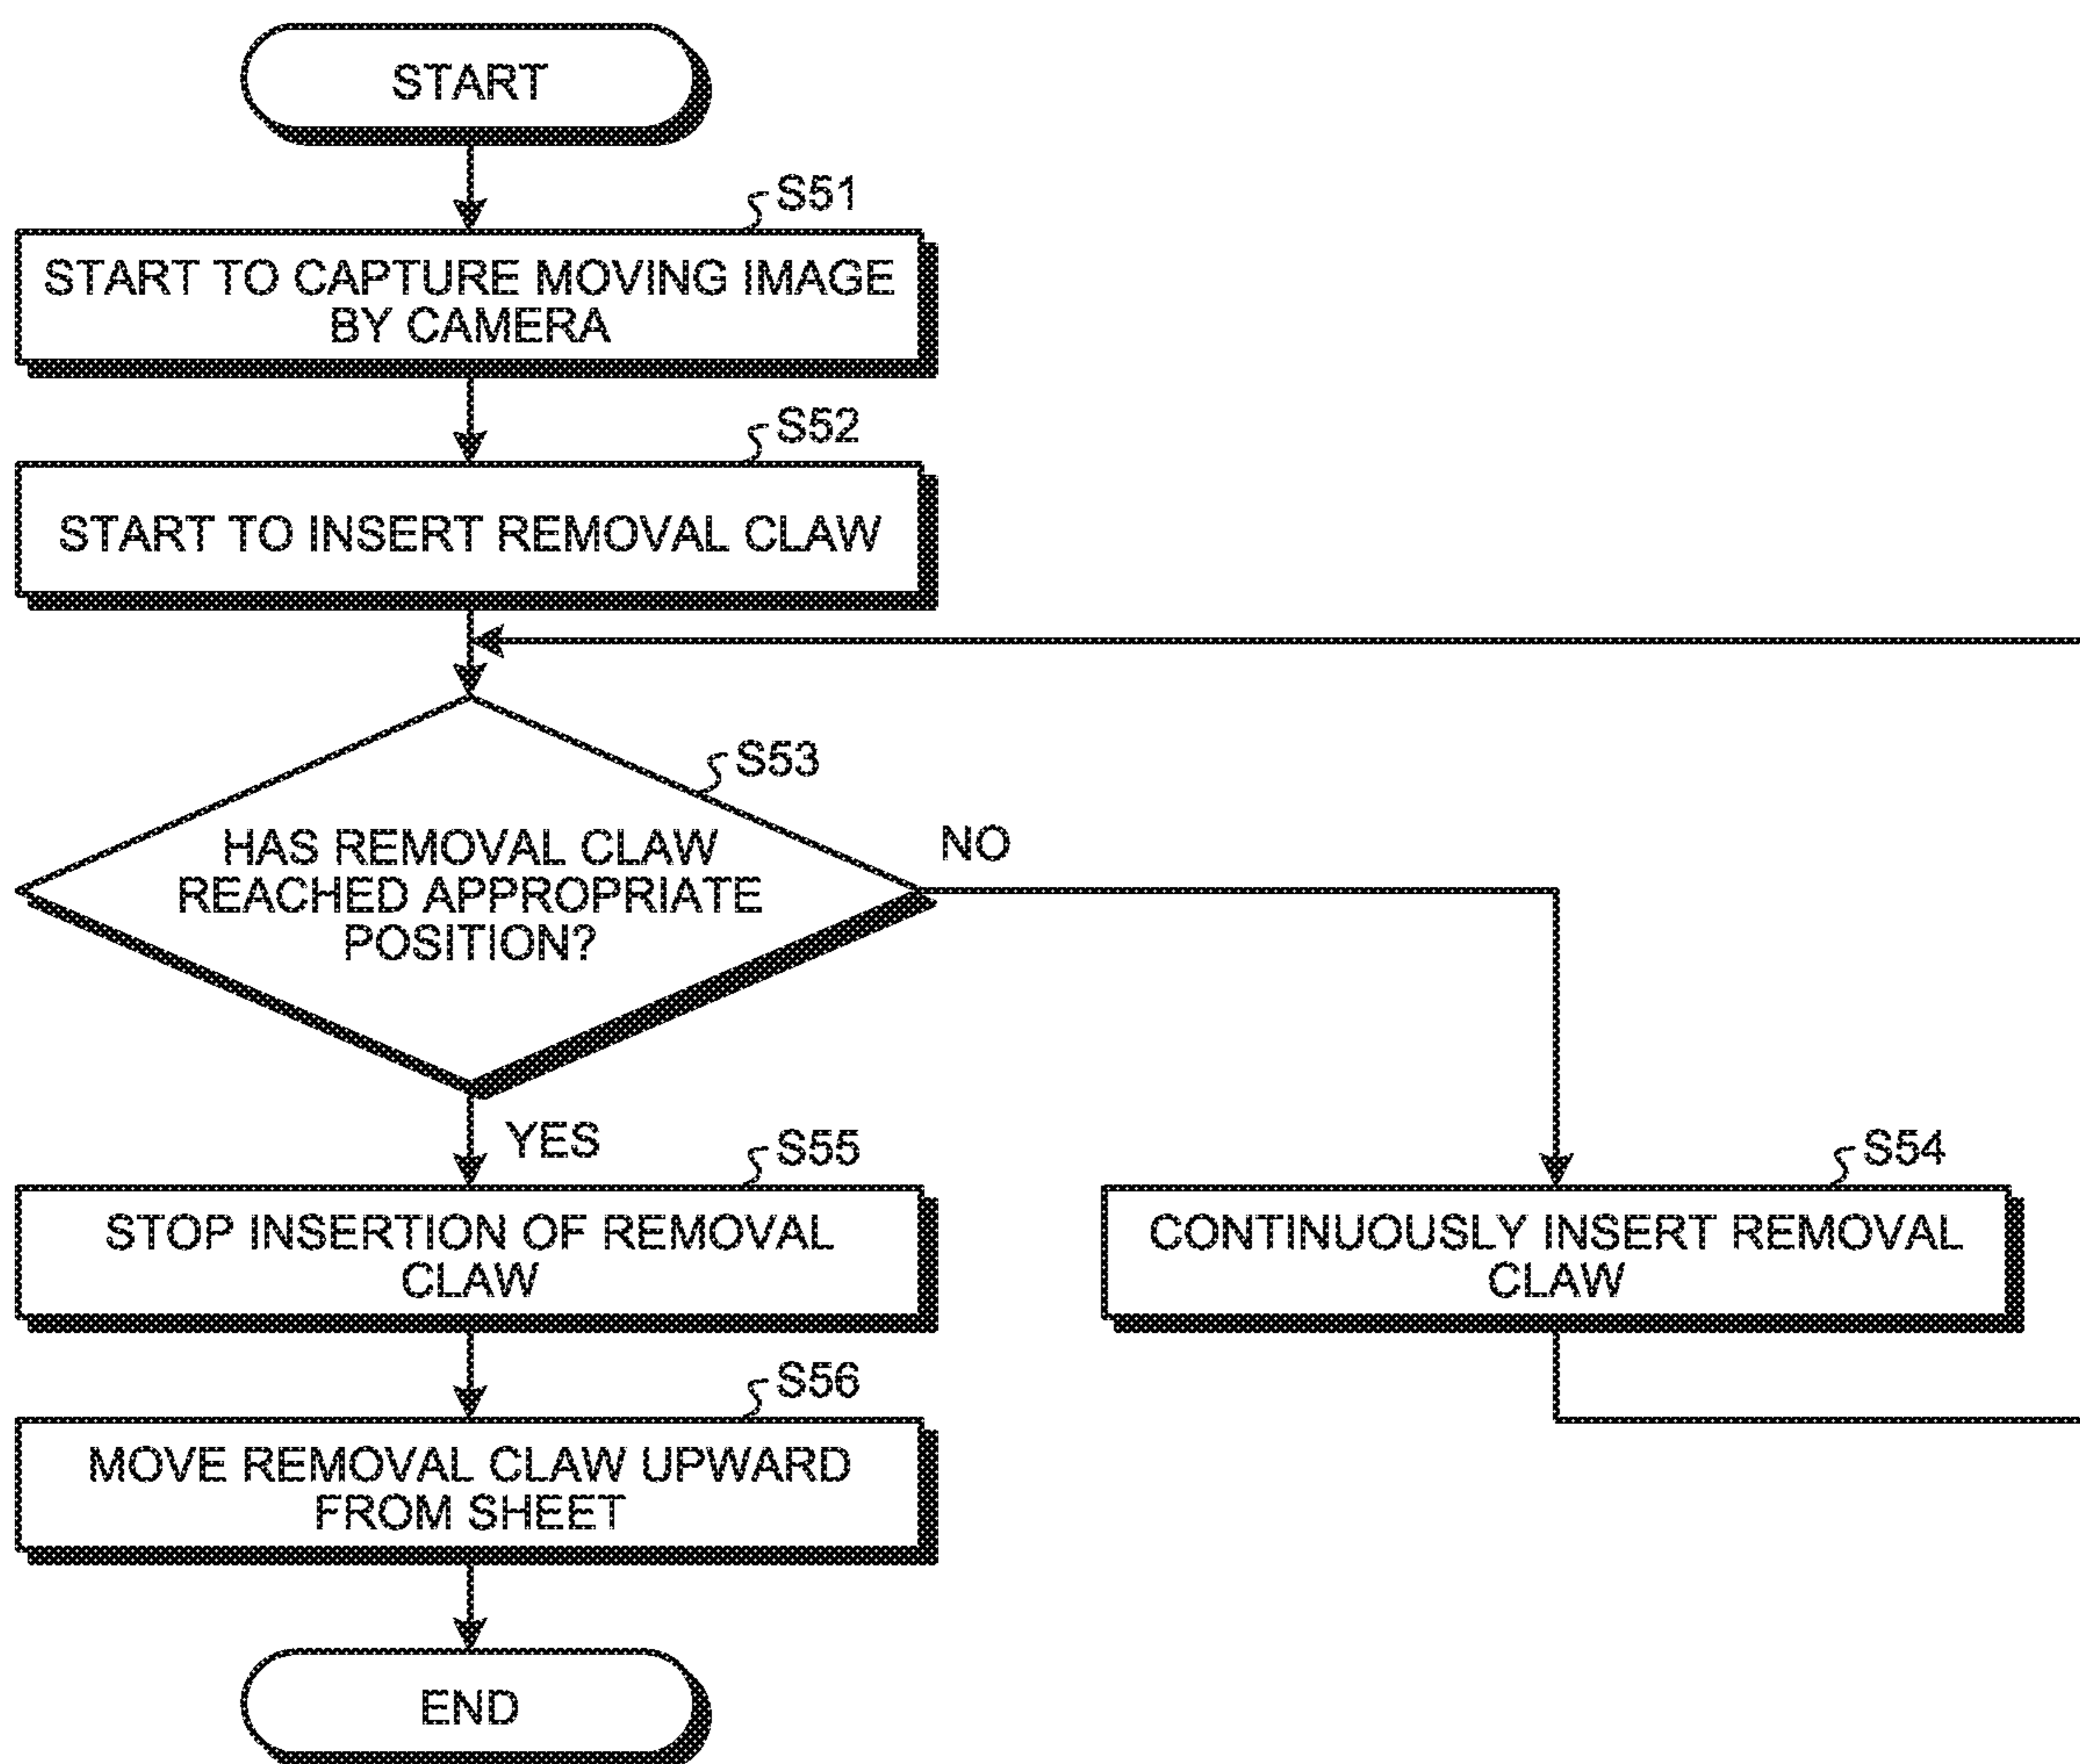 START
S51
START TO CAPTURE MOVING IMAGE
BY CAMERA
S52
START TO INSERT REMOVAL CLAW
S53
HAS REMOVAL CLAW
REACHED APPROPRIATE
POSITION?
NO
YES
S55
STOP INSERTION OF REMOVAL
CLAW
S54
CONTINUOUSLY INSERT REMOVAL
CLAW
S56
MOVE REMOVAL CLAW UPWARD
FROM SHEET
END